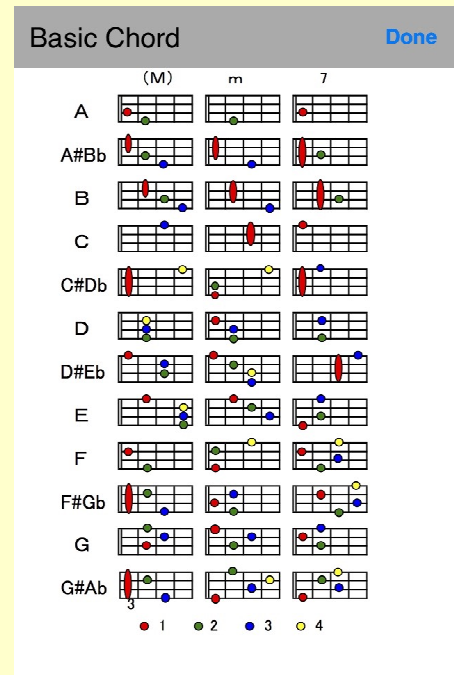 Basic Chord Done
(M) m 7
A
A#Bb
B
C
C#Db
D
D#Eb
E
F
F#Gb
G
G#Ab
3
1 2 3 4